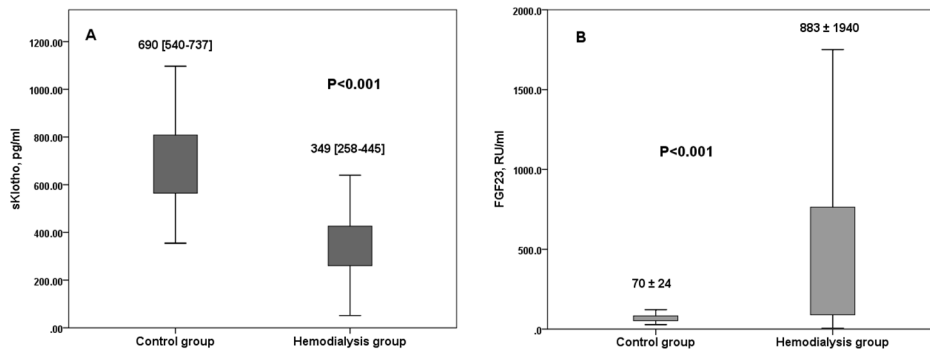 A
690 [540-737]
P<0.001
349 [258-445]
sKlotho, pg/ml
1200.00
1000.00
800.00
600.00
400.00
200.00
.00
Control group
Hemodialysis group
B
883 ± 1940
P<0.001
70 ± 24
FGF23, RU/ml
2000.0
1500.0
1000.0
500.0
.0
Control group
Hemodialysis group